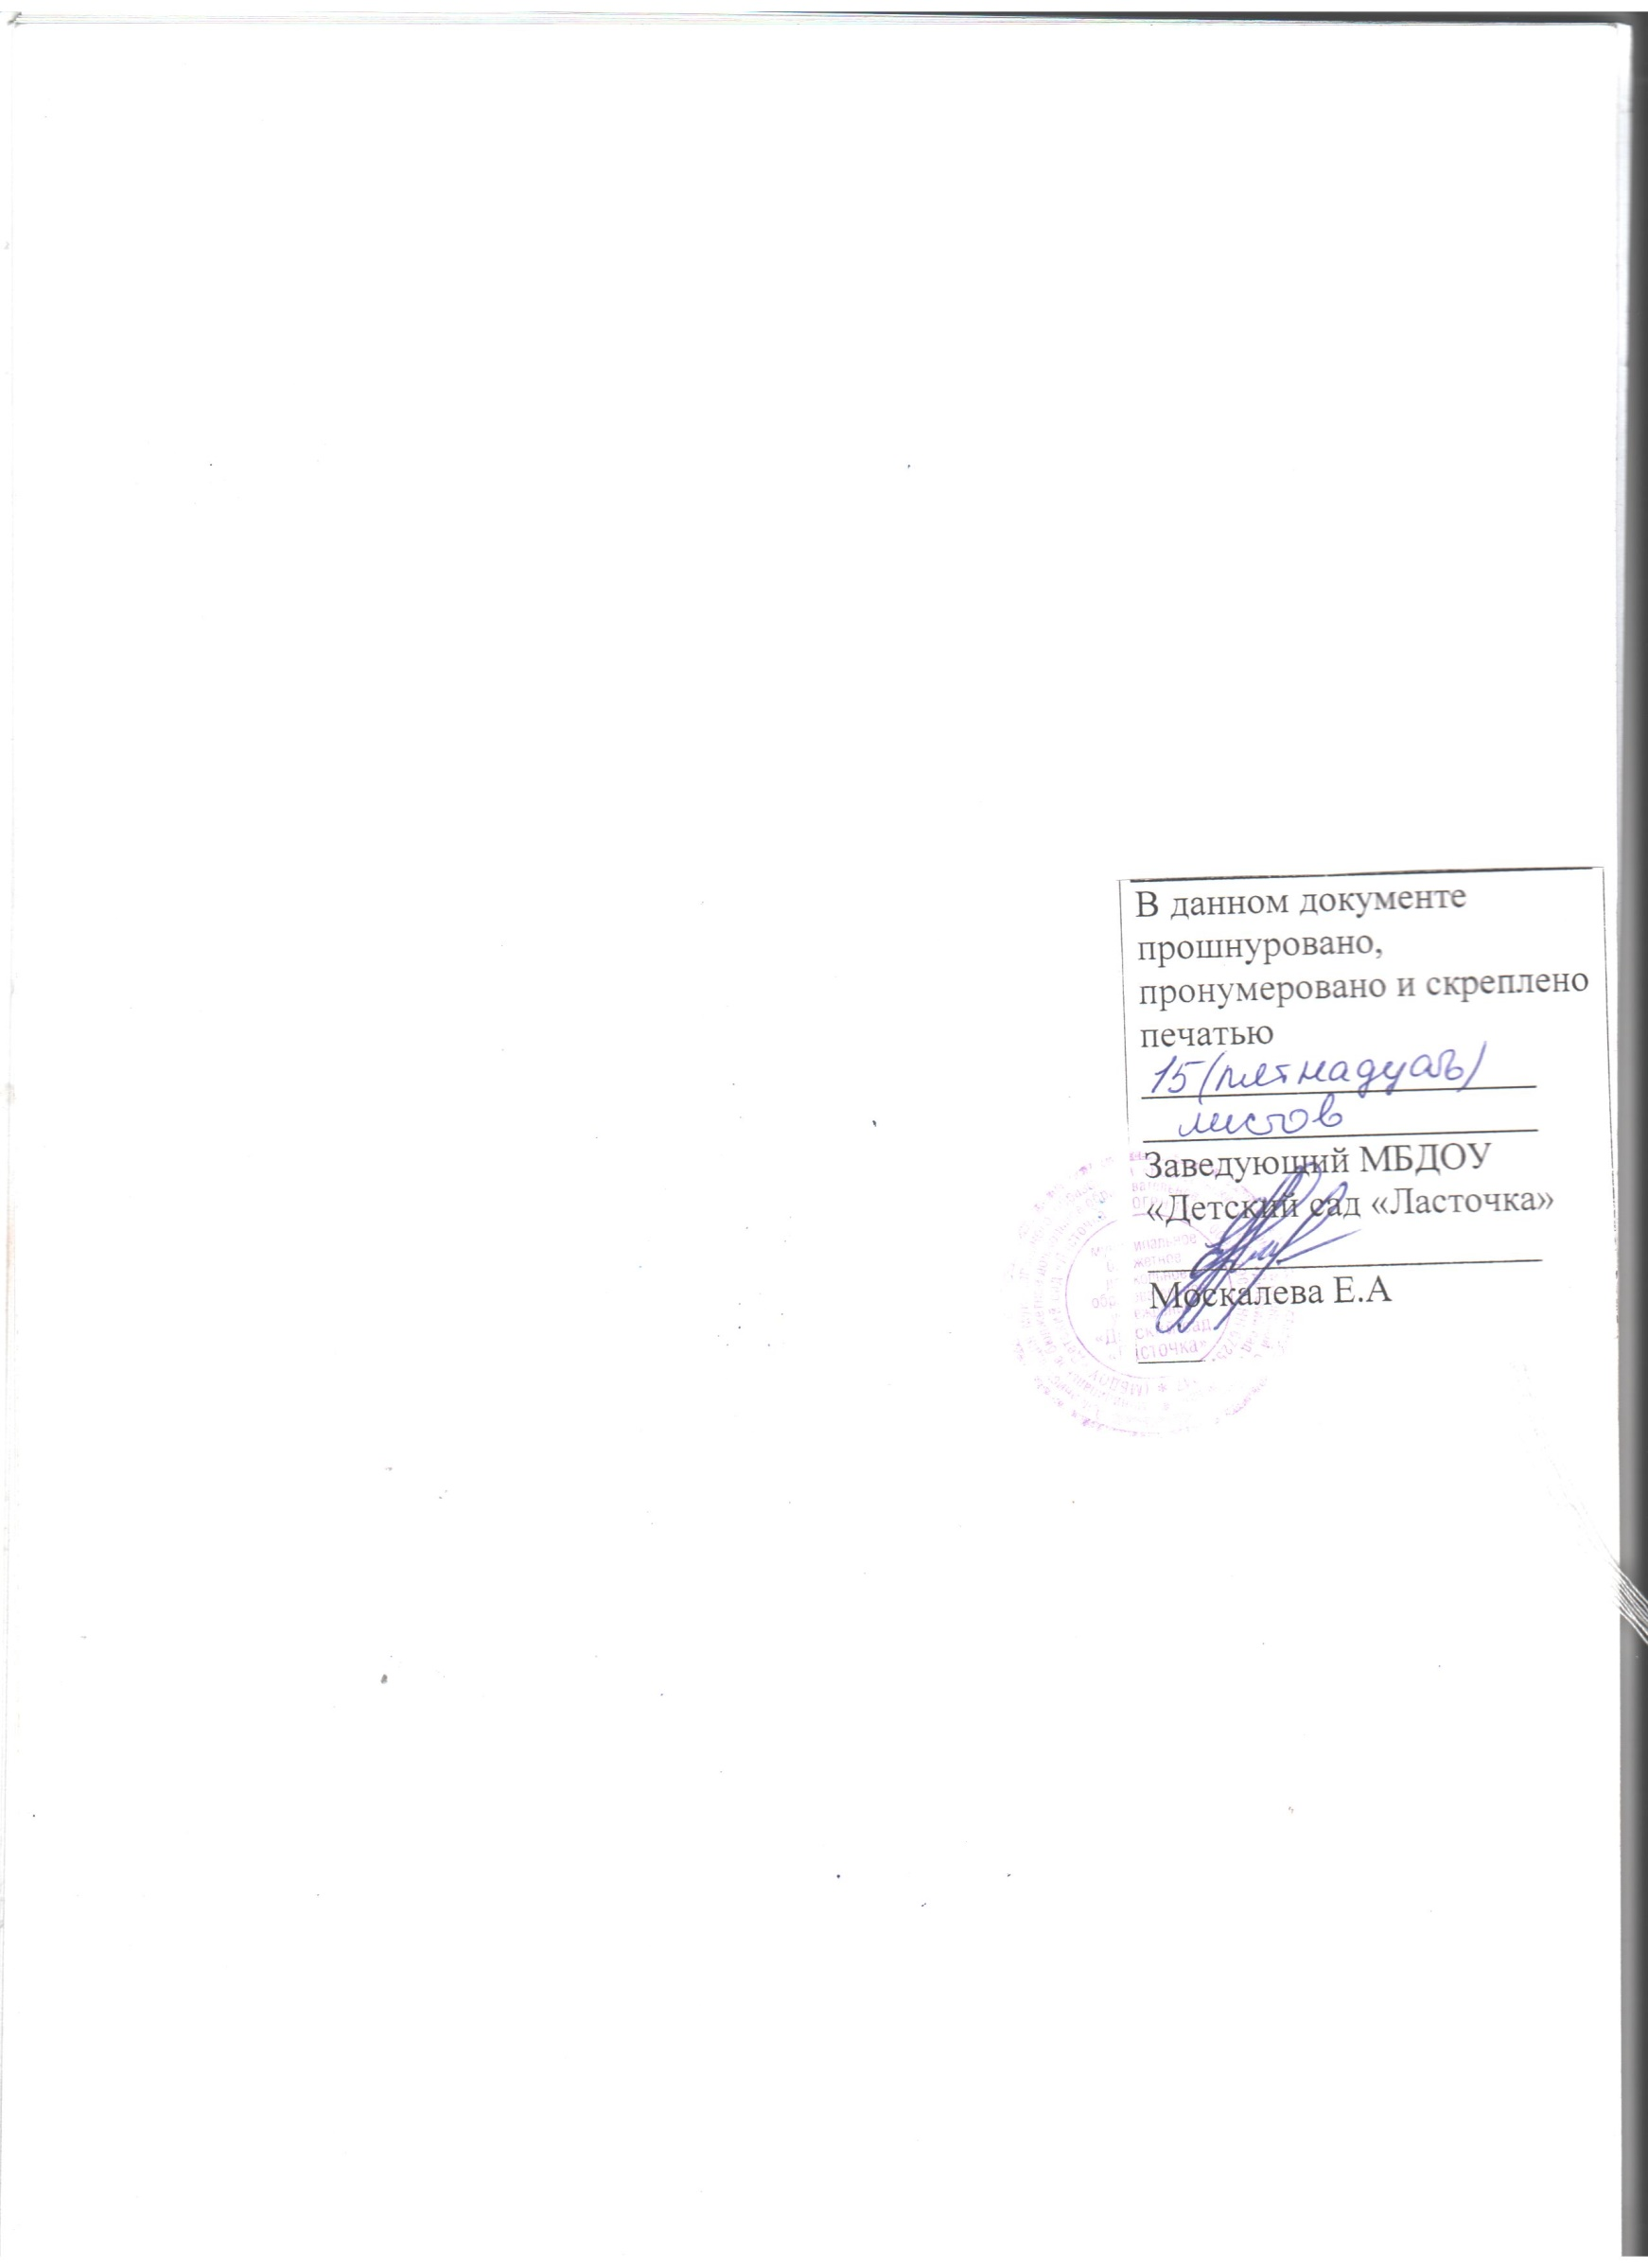 В данном документе
прошнуровано,
пронумеровано и скреплено
печатью
15 (пятнадцать)
листов
Заведующий МБДОУ
«Детский сад «Ласточка»
Москалева Е.А